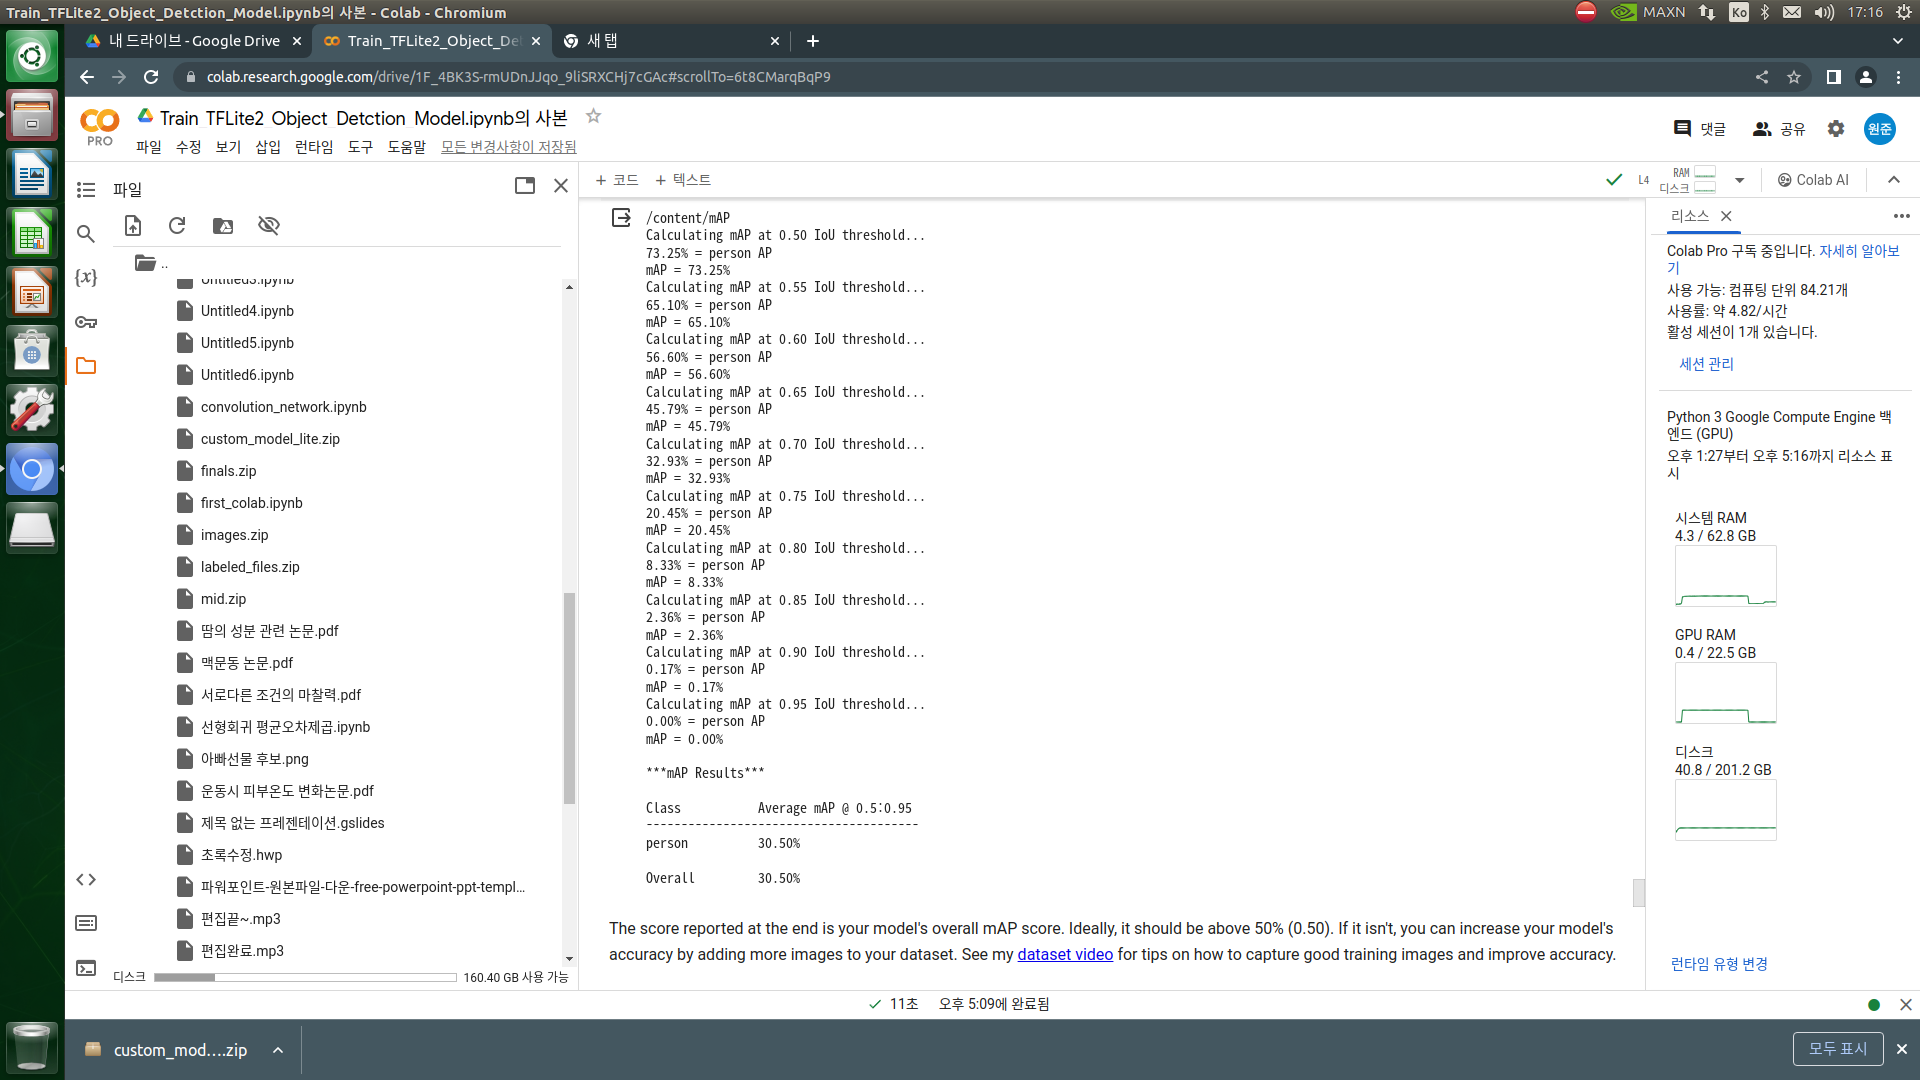 Train_TFLite2_Object_Detction_Model.ipynb의 사본 - Colab - Chromium
MAXN
Ko
17:16
내 드라이브 - Google Drive
Train_TFLite2_Object_De
새 탭
colab.research.google.com/drive/1F_4BK3S-rmUDnJJqo_9liSRXCHj7cGAc#scrollTo=6t8CMarqBqP9
PRO
Train_TFLite2_Object_Detction_Model.ipynb의 사본
파일 수정 보기 삽입 런타임 도구 도움말 모든 변경사항이 저장됨
댓글
공유
원준
파일
{x}
..
Untitled3.ipynb
Untitled4.ipynb
Untitled5.ipynb
Untitled6.ipynb
convolution_network.ipynb
custom_model_lite.zip
finals.zip
first_colab.ipynb
images.zip
labeled_files.zip
mid.zip
땀의 성분 관련 논문.pdf
맥문동 논문.pdf
서로다른 조건의 마찰력.pdf
선형회귀 평균오차제곱.ipynb
아빠선물 후보.png
운동시 피부온도 변화논문.pdf
제목 없는 프레젠테이션.gslides
초록수정.hwp
파워포인트-원본파일-다운-free-powerpoint-ppt-templ...
편집끝~.mp3
편집완료.mp3
디스크 160.40 GB 사용 가능
+ 코드 + 텍스트
L4
RAM
디스크
Colab AI
/content/mAP
Calculating mAP at 0.50 IoU threshold...
73.25% = person AP
mAP = 73.25%
Calculating mAP at 0.55 IoU threshold...
65.10% = person AP
mAP = 65.10%
Calculating mAP at 0.60 IoU threshold...
56.60% = person AP
mAP = 56.60%
Calculating mAP at 0.65 IoU threshold...
45.79% = person AP
mAP = 45.79%
Calculating mAP at 0.70 IoU threshold...
32.93% = person AP
mAP = 32.93%
Calculating mAP at 0.75 IoU threshold...
20.45% = person AP
mAP = 20.45%
Calculating mAP at 0.80 IoU threshold...
8.33% = person AP
mAP = 8.33%
Calculating mAP at 0.85 IoU threshold...
2.36% = person AP
mAP = 2.36%
Calculating mAP at 0.90 IoU threshold...
0.17% = person AP
mAP = 0.17%
Calculating mAP at 0.95 IoU threshold...
0.00% = person AP
mAP = 0.00%
***mAP Results***
Class Average mAP @ 0.5:0.95
---------------------------------------
person 30.50%
Overall 30.50%
The score reported at the end is your model's overall mAP score. Ideally, it should be above 50% (0.50). If it isn't, you can increase your model's
accuracy by adding more images to your dataset. See my dataset video for tips on how to capture good training images and improve accuracy.
리소스
Colab Pro 구독 중입니다. 자세히 알아보
기
사용 가능: 컴퓨팅 단위 84.21개
사용률: 약 4.82/시간
활성 세션이 1개 있습니다.
세션 관리
Python 3 Google Compute Engine 백
엔드 (GPU)
오후 1:27부터 오후 5:16까지 리소스 표
시
시스템 RAM
4.3 / 62.8 GB
GPU RAM
0.4 / 22.5 GB
디스크
40.8 / 201.2 GB
런타임 유형 변경
11초 오후 5:09에 완료됨
custom_mod....zip
모두 표시